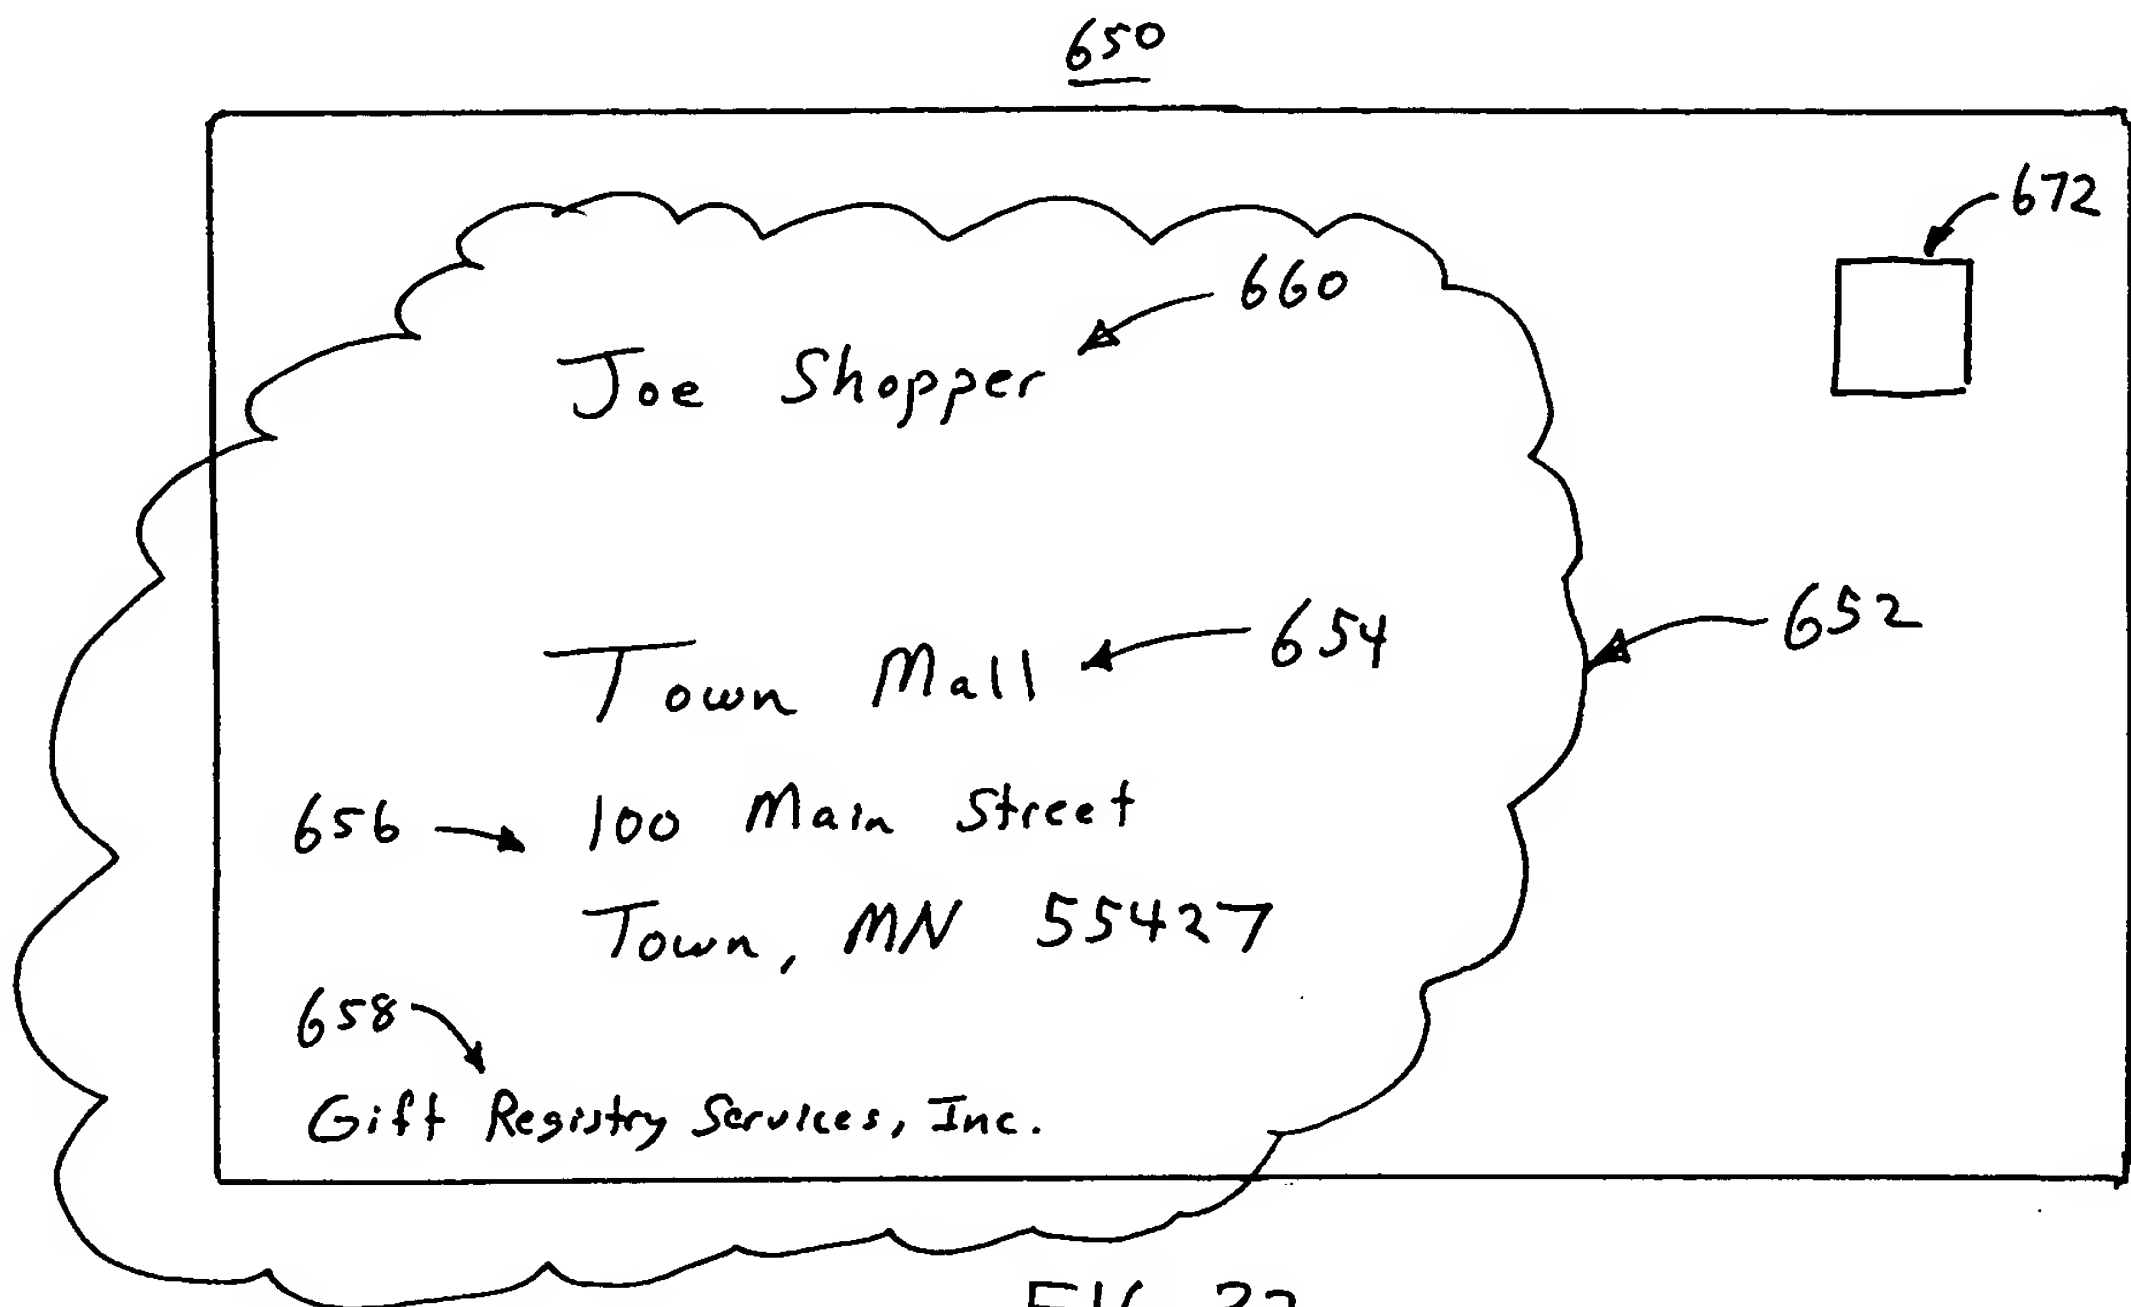 650
672
660
Joe Shopper
654
652
Town Mall
656 100 Main Street
Town, MN 55427
658
Gift Registry Services, Inc.